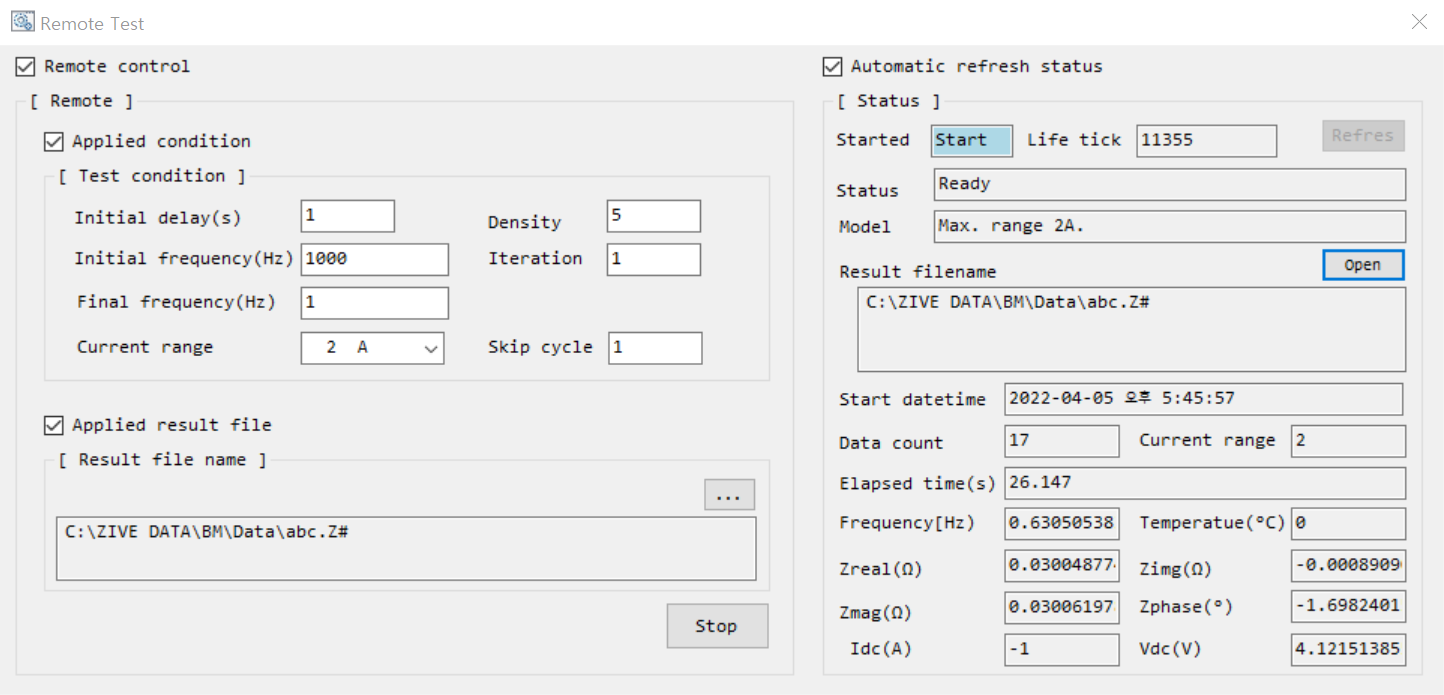 Remote Test
Remote control
[ Remote ]
Applied condition
[ Test condition ]
Initial delay(s) 1 Density 5
Initial frequency(Hz) 1000 Iteration 1
Final frequency(Hz) 1
Current range 2 A Skip cycle 1
Applied result file
[ Result file name ]
...
C:\ZIVE DATA\BM\Data\abc.Z#
Stop
Automatic refresh status
[ Status ]
Started Start Life tick 11355 Refres
Status Ready
Model Max. range 2A.
Result filename Open
C:\ZIVE DATA\BM\Data\abc.Z#
Start datetime 2022-04-05 오후 5:45:57
Data count 17 Current range 2
Elapsed time(s) 26.147
Frequency[Hz) 0.63050538 Temperatue(°C) 0
Zreal(Ω) 0.03004877 Zimg(Ω) -0.0008909
Zmag(Ω) 0.03006197 Zphase(°) -1.6982401
Idc(A) -1 Vdc(V) 4.12151385